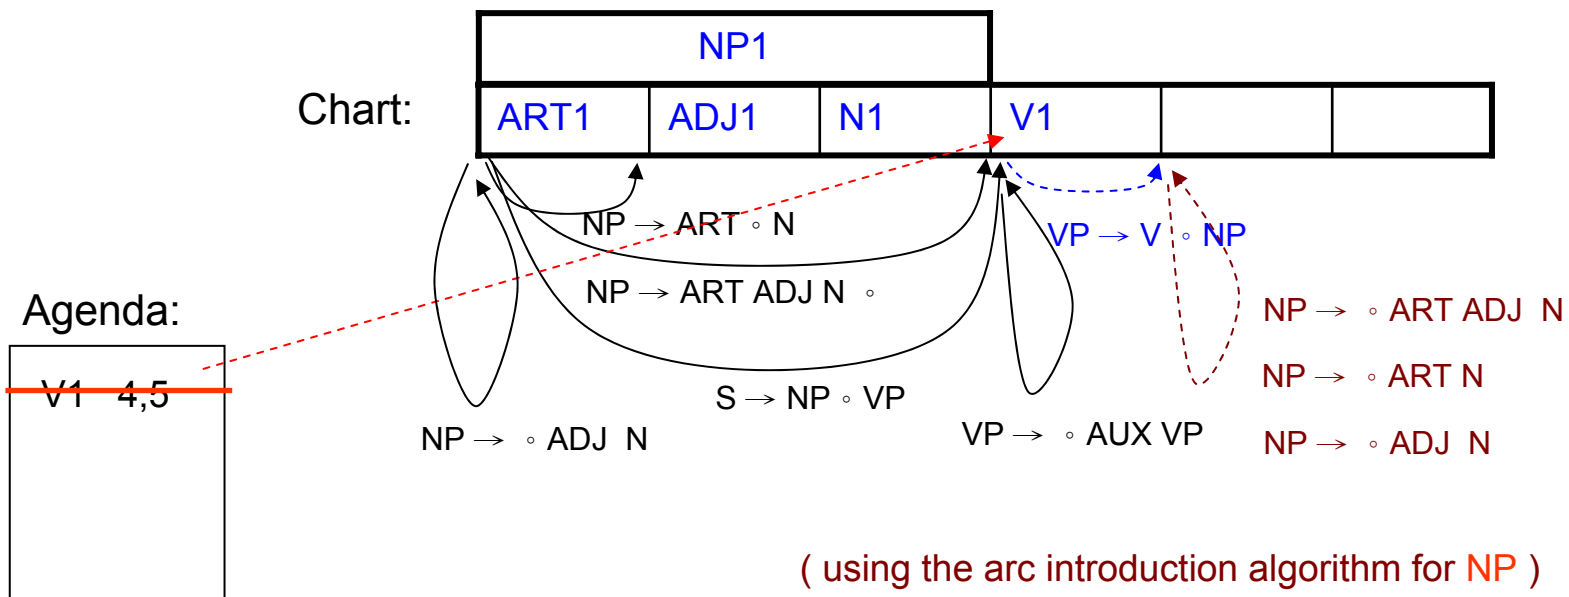 NP1
Chart:
ART1 ADJ1 N1 V1
NP → ART ◦ N
VP → V ◦ NP
NP → ART ADJ N ◦
Agenda:
NP → ◦ ART ADJ N
V1 4,5
NP → ◦ ART N
S → NP ◦ VP
NP → ◦ ADJ N
VP → ◦ AUX VP
NP → ◦ ADJ N
( using the arc introduction algorithm for NP )